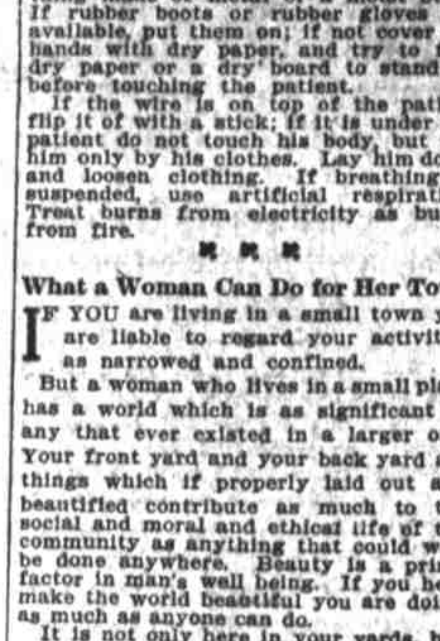 If rubber boots or rubber gloves
available, put them on; if not cover
hands with dry paper, and try to
dry paper or a dry board to stand
before touching the patient.
If the wire is on top of the pat
flip it of with a stick; if it is under
patient do not touch his body, but
him only by his clothes. Lay him do
and loosen clothing. If breathing
suspended, use artificial respirat
Treat burns from electricity as bu
from fire.
What a Woman Can Do for Her To
IF YOU are living in a small town y
are liable to regard your activit
as narrowed and confined.
But a woman who lives in a small pl
has a world which is as significant
any that ever existed in a larger o
Your front yard and your back yard a
things which if properly laid out a
beautified contribute as much to t
social and moral and ethical life of
community as anything that could w
be done anywhere. Beauty is a pri
factor in man's well being. If you he
make the world beautiful you are doi
as much as anyone can do.
It is not only here in your yards,